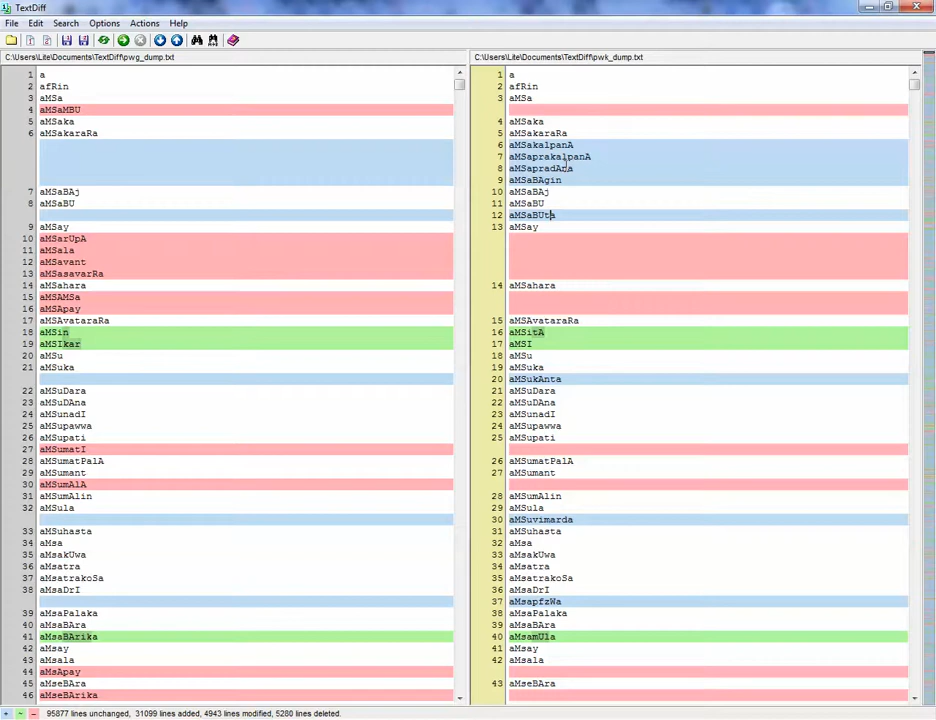 TextDiff
File Edit Search Options Actions Help
C:\Users\Lite\Documents\TextDiff\pwg_dump.txt
1 a
2 afRin
3 aMSa
4 aMSaMBU
5 aMSaka
6 aMSakaraRa
7 aMSaBAj
8 aMSaBU
9 aMSay
10 aMSarUpA
11 aMSala
12 aMSavant
13 aMSasavarRa
14 aMSahara
15 aMSAMSa
16 aMSApay
17 aMSAvataraRa
18 aMSin
19 aMSIkar
20 aMSu
21 aMSuka
22 aMSuDara
23 aMSuDAna
24 aMSunadI
25 aMSupawwa
26 aMSupati
27 aMSumatI
28 aMSumatPalA
29 aMSumant
30 aMSumAlA
31 aMSumAlin
32 aMSula
33 aMSuhasta
34 aMsa
35 aMsakUwa
36 aMsatra
37 aMsatrakoSa
38 aMsaDrI
39 aMsaPalaka
40 aMsaBAra
41 aMsaBArika
42 aMsay
43 aMsala
44 aMsApay
45 aMseBAra
46 aMseBArika
C:\Users\Lite\Documents\TextDiff\pwk_dump.txt
1 a
2 afRin
3 aMSa
4 aMSaka
5 aMSakaraRa
6 aMSakalpanA
7 aMSaprakalpanA
8 aMSapradAna
9 aMSaBAgin
10 aMSaBAj
11 aMSaBU
12 aMSaBUta
13 aMSay
14 aMSahara
15 aMSAvataraRa
16 aMSitA
17 aMSI
18 aMSu
19 aMSuka
20 aMSukAnta
21 aMSuDara
22 aMSuDAna
23 aMSunadI
24 aMSupawwa
25 aMSupati
26 aMSumatPalA
27 aMSumant
28 aMSumAlin
29 aMSula
30 aMSuvimarda
31 aMSuhasta
32 aMsa
33 aMsakUwa
34 aMsatra
35 aMsatrakoSa
36 aMsaDrI
37 aMsapfzWa
38 aMsaPalaka
39 aMsaBAra
40 aMsamUla
41 aMsay
42 aMsala
43 aMseBAra
+ ~ - 95877 lines unchanged, 31099 lines added, 4943 lines modified, 5280 lines deleted.